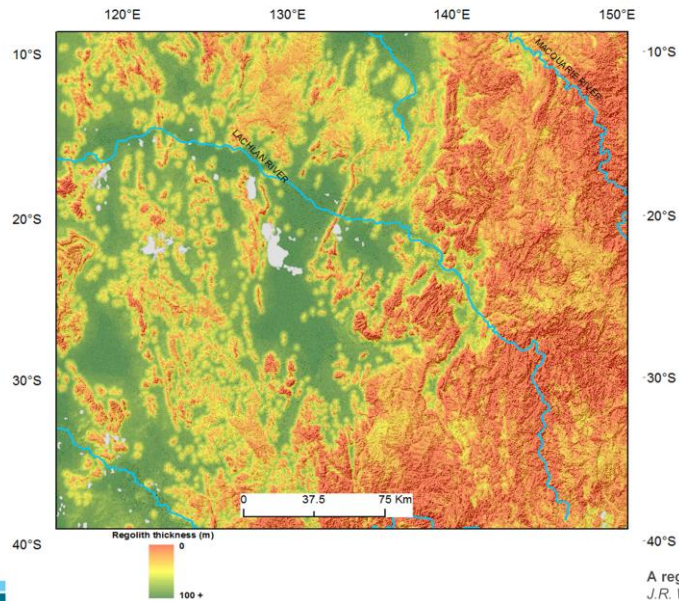 120°E 130°E 140°E 150°E
10°S -10°S
MACQUARIE RIVER
LACHLAN RIVER
20°S -20°S
30°S -30°S
0 37.5 75 Km
40°S -40°S
Regolith thickness (m)
0
100 +
A reg
J.R.